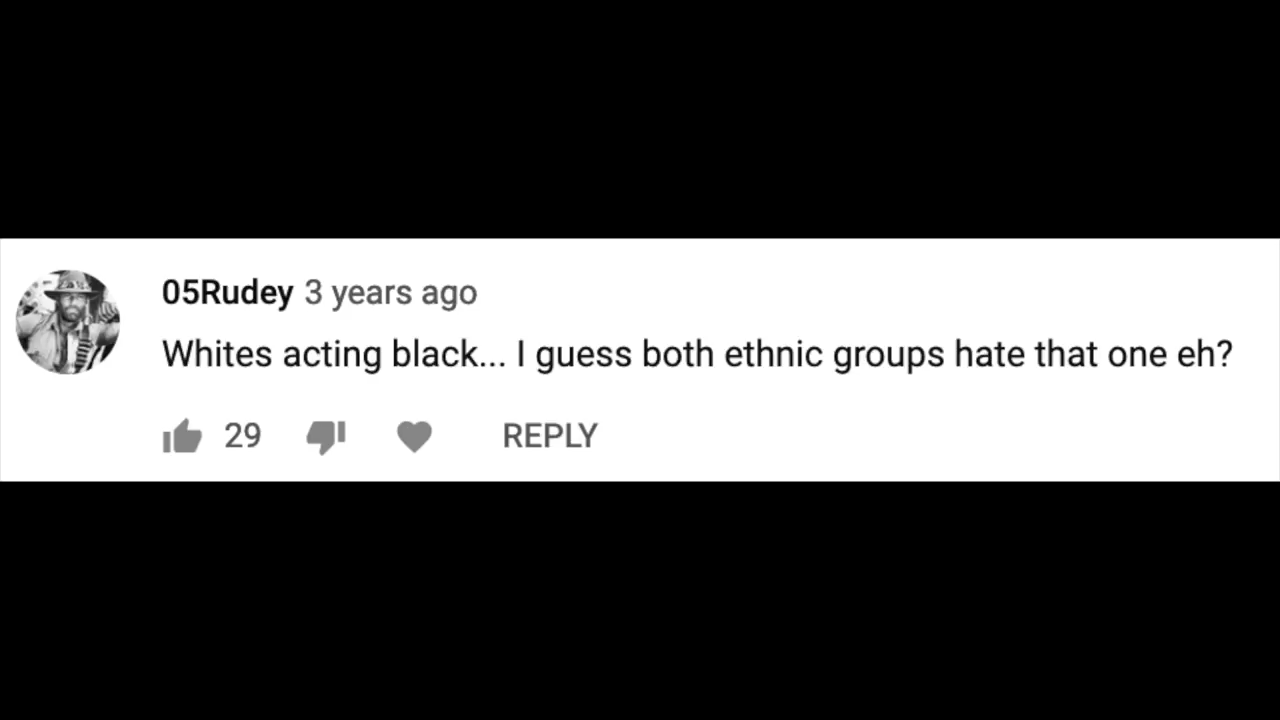 05Rudey 3 years ago
Whites acting black... I guess both ethnic groups hate that one eh?
29 REPLY